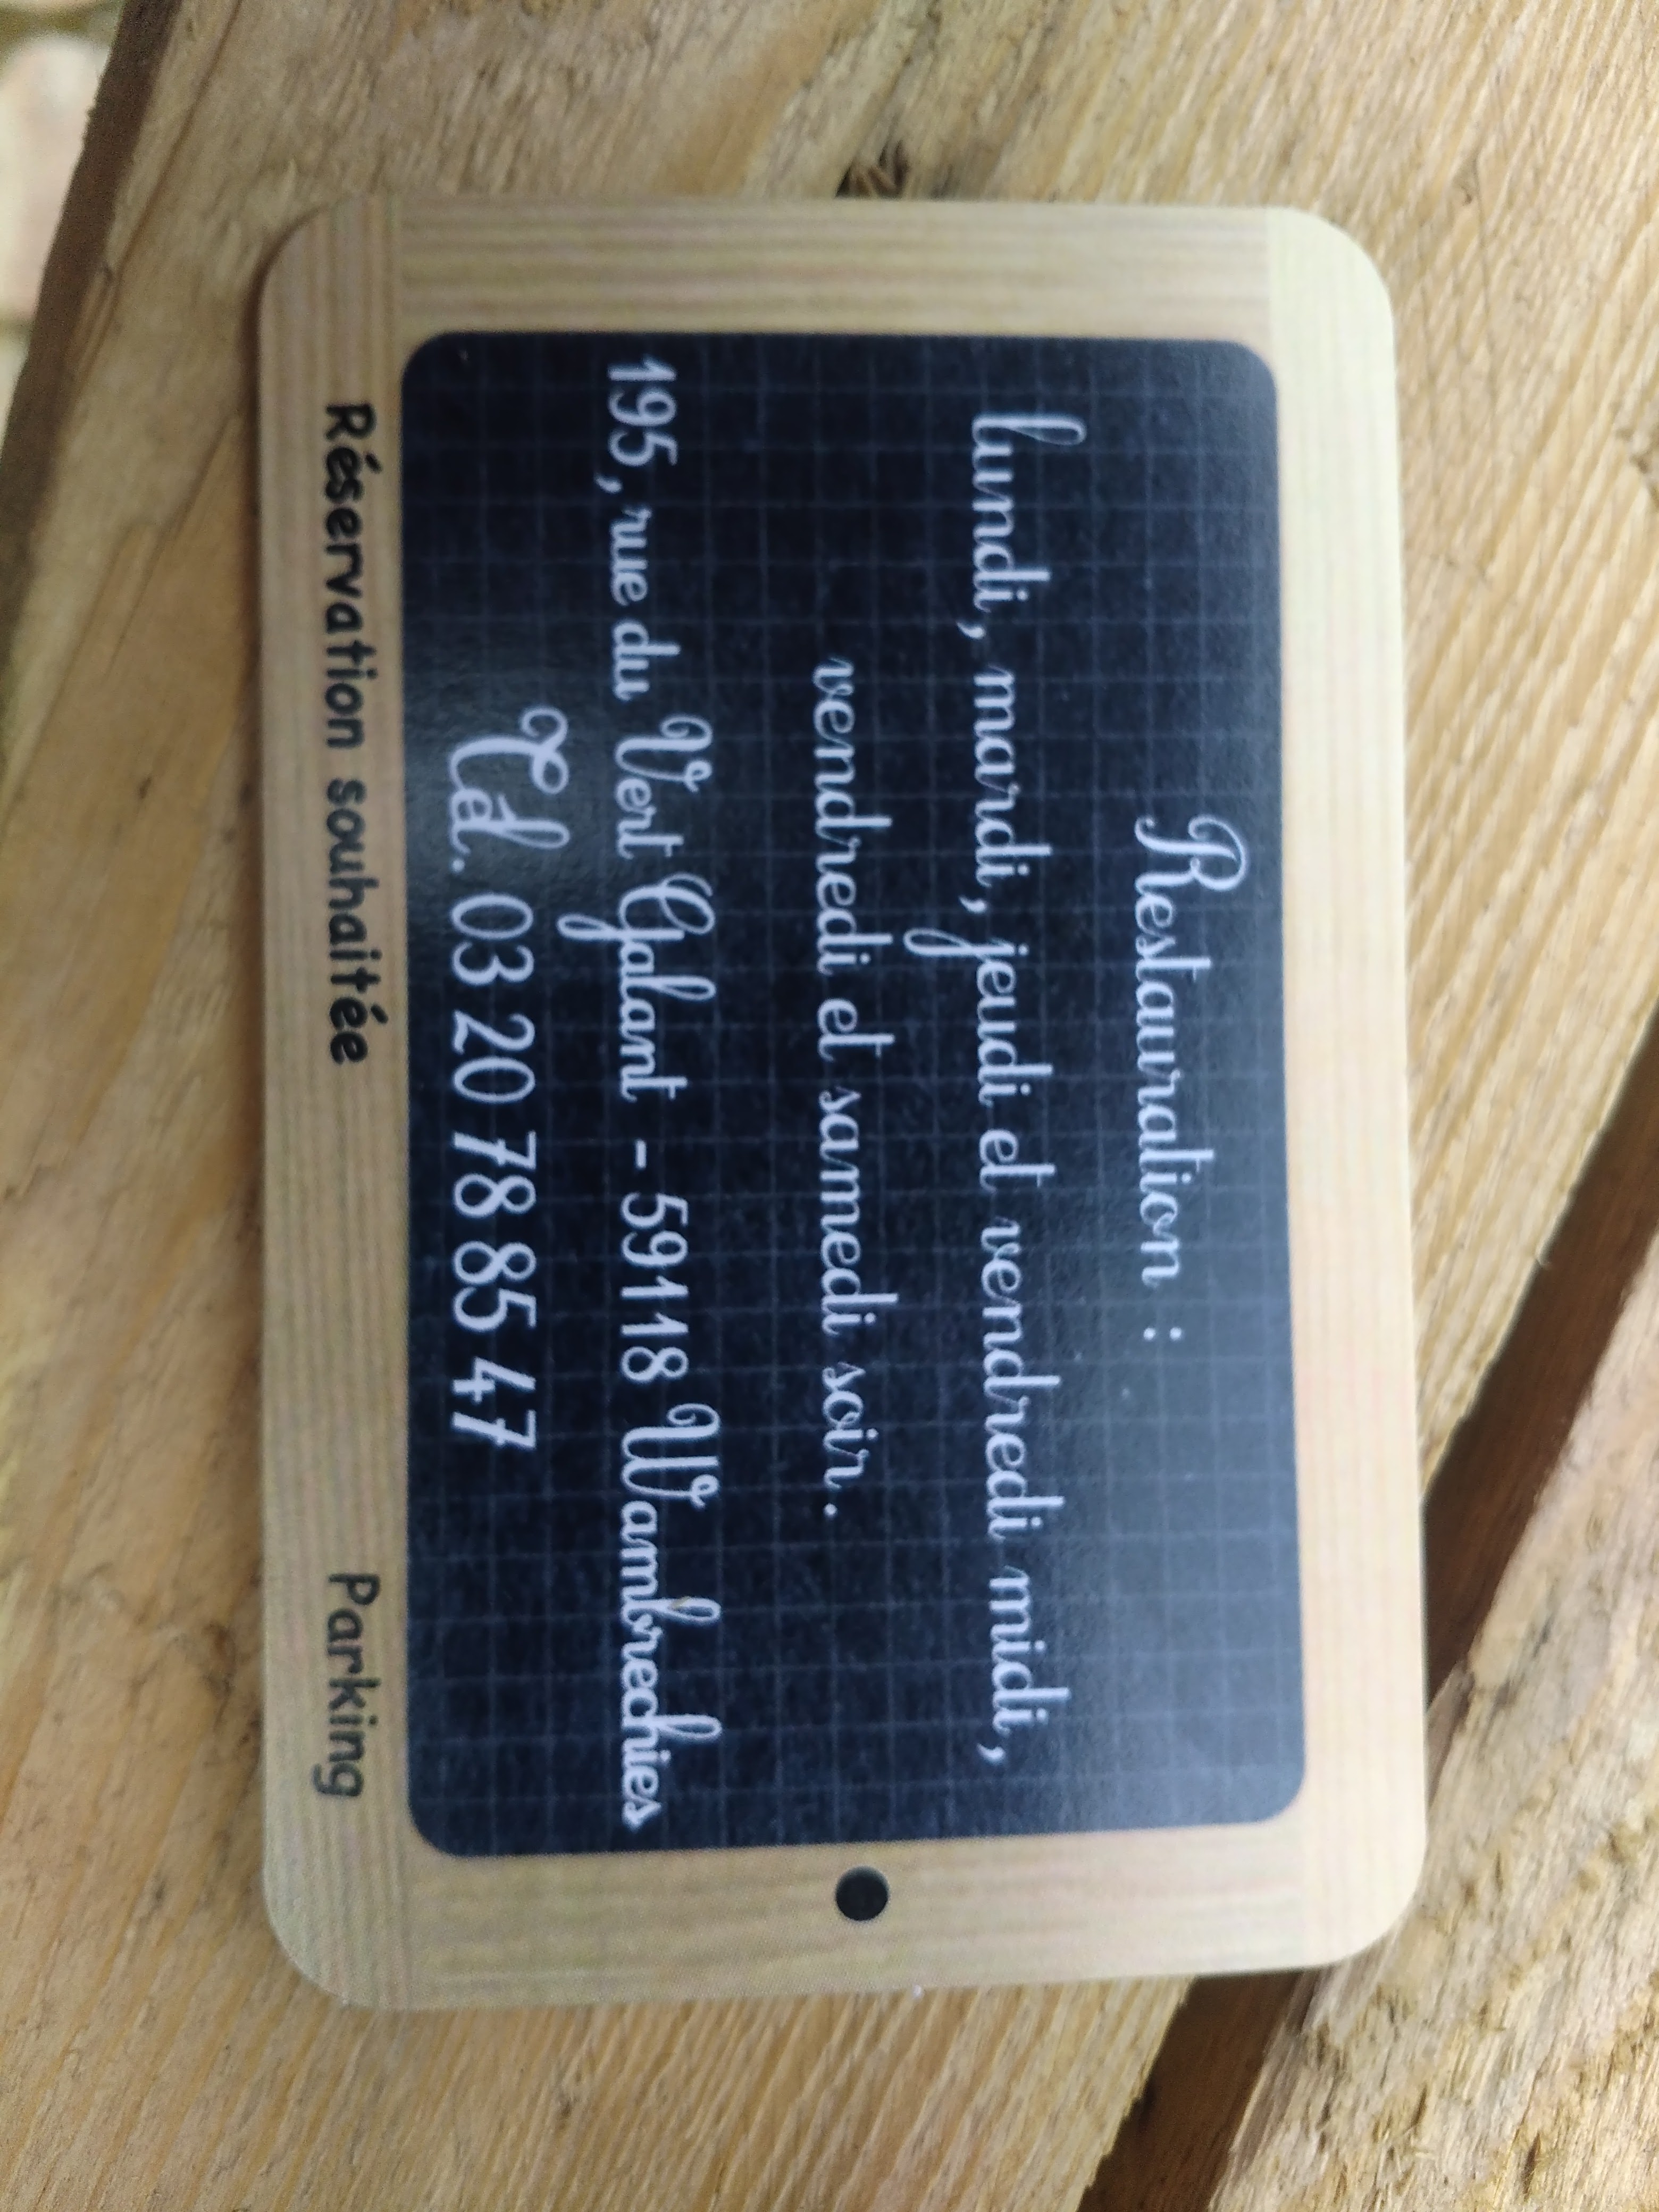 Restauration :
lundi, mardi, jeudi et vendredi midi,
vendredi et samedi soir.
195, rue du Vert Galant - 59118 Wambrechies
Tél. 03 20 78 85 47
Réservation souhaitée Parking